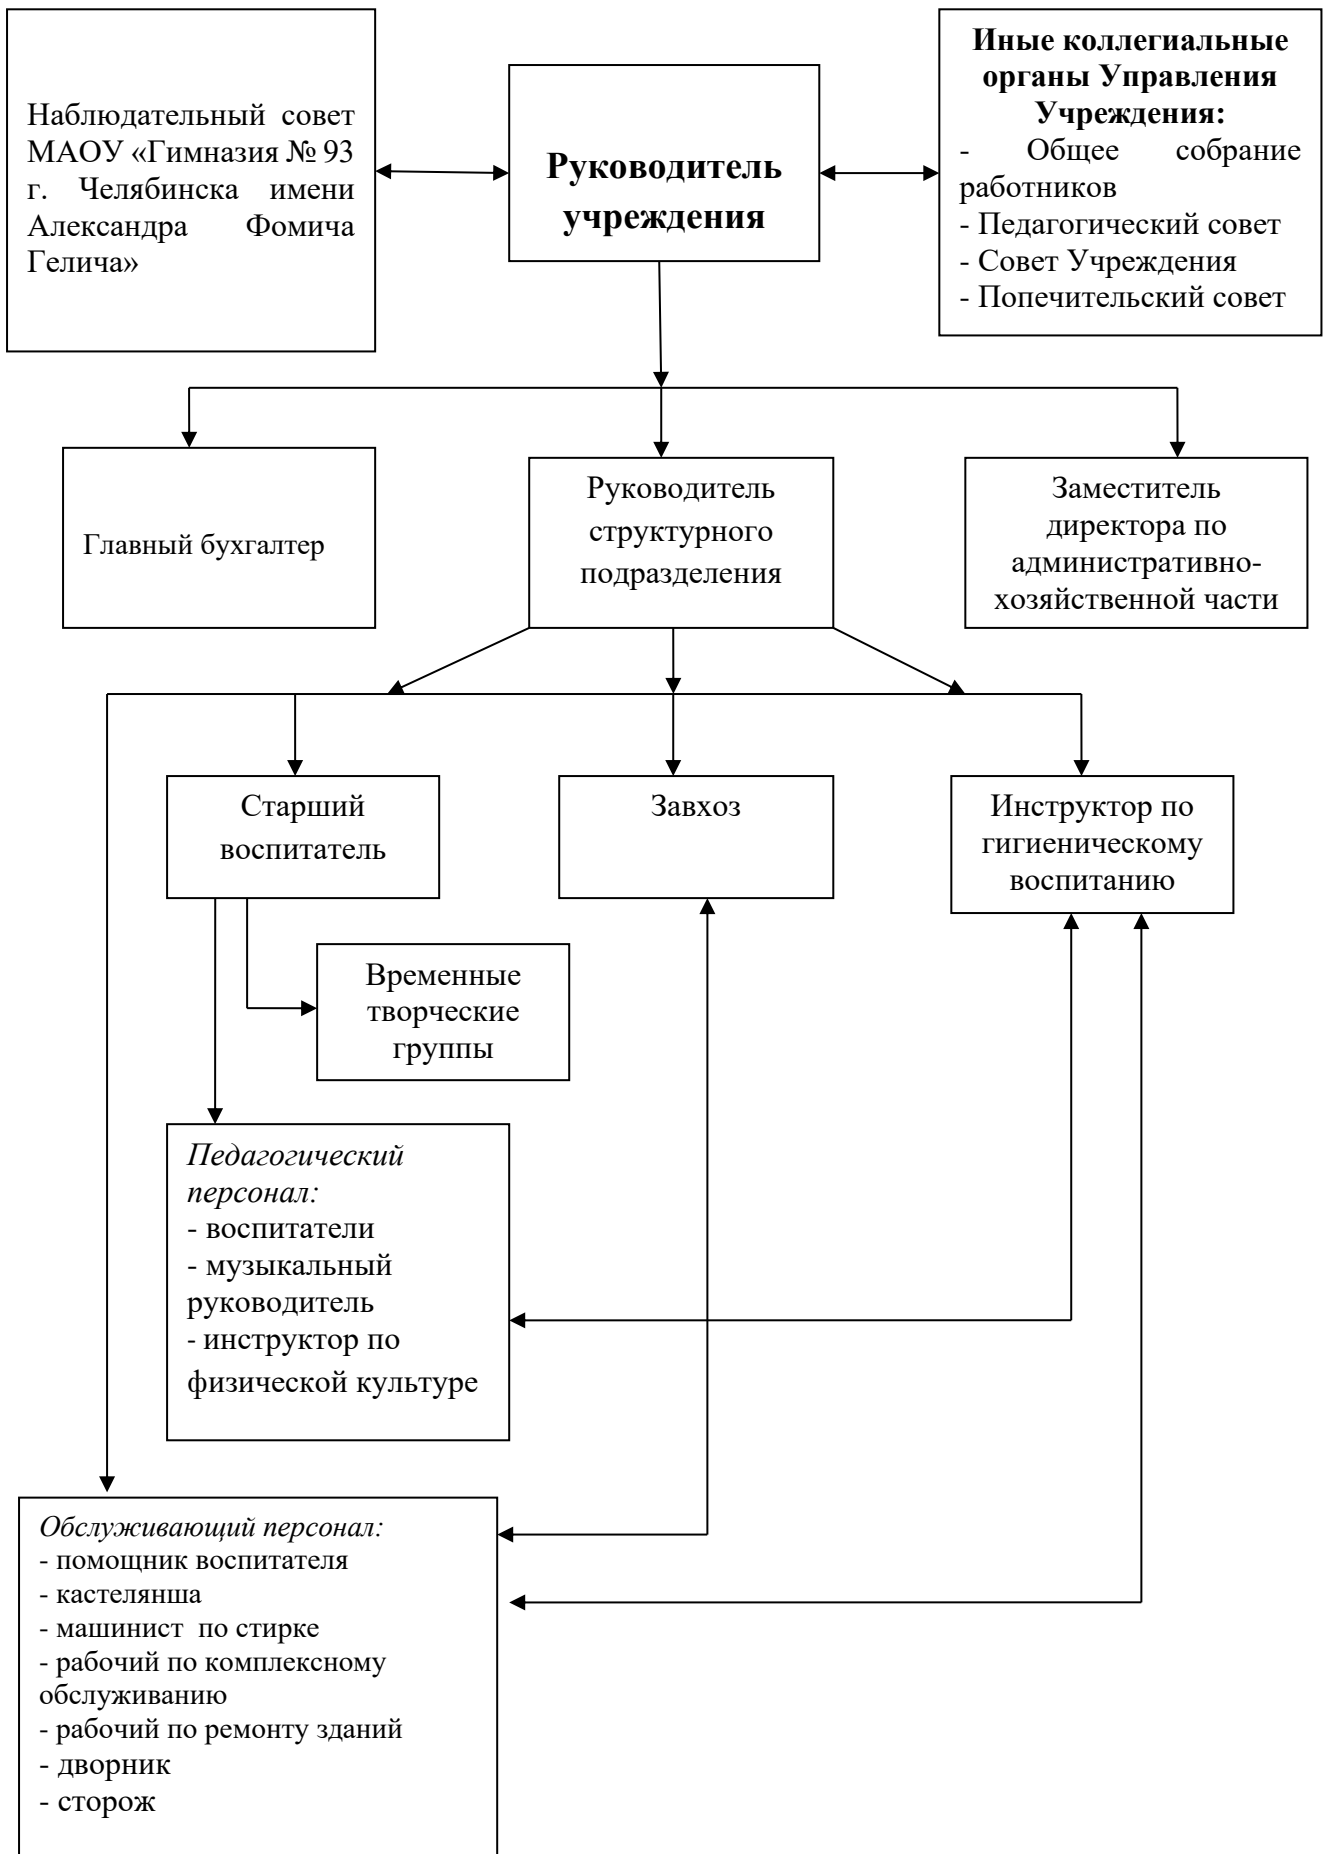 Наблюдательный совет
МАОУ «Гимназия № 93
г. Челябинска имени
Александра Фомича
Гелича»
Руководитель
учреждения
Иные коллегиальные
органы Управления
Учреждения:
- Общее собрание
работников
- Педагогический совет
- Совет Учреждения
- Попечительский совет
Главный бухгалтер
Руководитель
структурного
подразделения
Заместитель
директора по
административно-
хозяйственной части
Старший
воспитатель
Завхоз
Инструктор по
гигиеническому
воспитанию
Временные
творческие
группы
Педагогический
персонал:
- воспитатели
- музыкальный
руководитель
- инструктор по
физической культуре
Обслуживающий персонал:
- помощник воспитателя
- кастелянша
- машинист по стирке
- рабочий по комплексному
обслуживанию
- рабочий по ремонту зданий
- дворник
- сторож